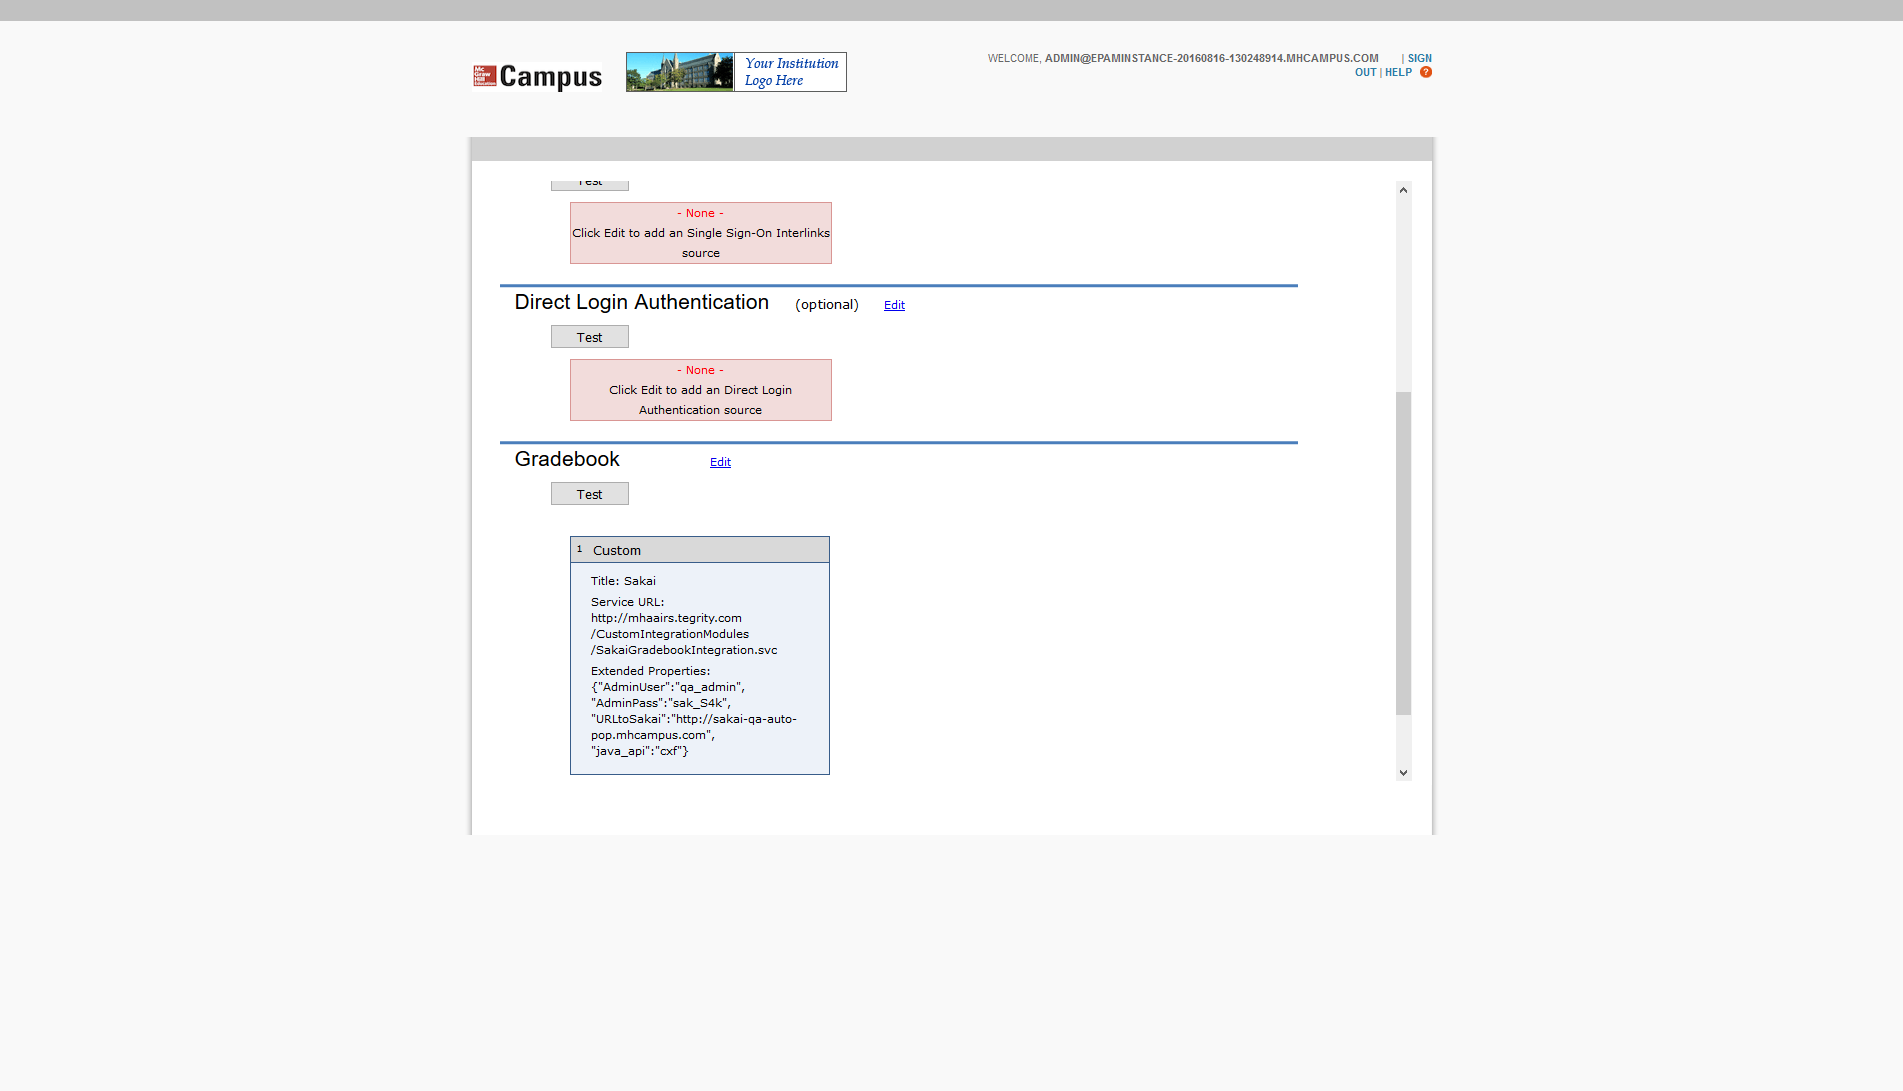 Mc
Graw
Hill
Education
Campus
Your Institution
Logo Here
WELCOME, ADMIN@EPAMINSTANCE-20160816-130248914.MHCAMPUS.COM | SIGN
OUT | HELP ?
Test
- None -
Click Edit to add an Single Sign-On Interlinks
source
Direct Login Authentication (optional) Edit
Test
- None -
Click Edit to add an Direct Login
Authentication source
Gradebook Edit
Test
1 Custom
Title: Sakai
Service URL:
http://mhaairs.tegrity.com
/CustomIntegrationModules
/SakaiGradebookIntegration.svc
Extended Properties:
{"AdminUser":"qa_admin",
"AdminPass":"sak_S4k",
"URLtoSakai":"http://sakai-qa-auto-
pop.mhcampus.com",
"java_api":"cxf"}